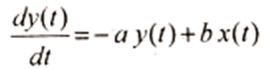 dy(t)/dt = -a y(t) + b x(t)